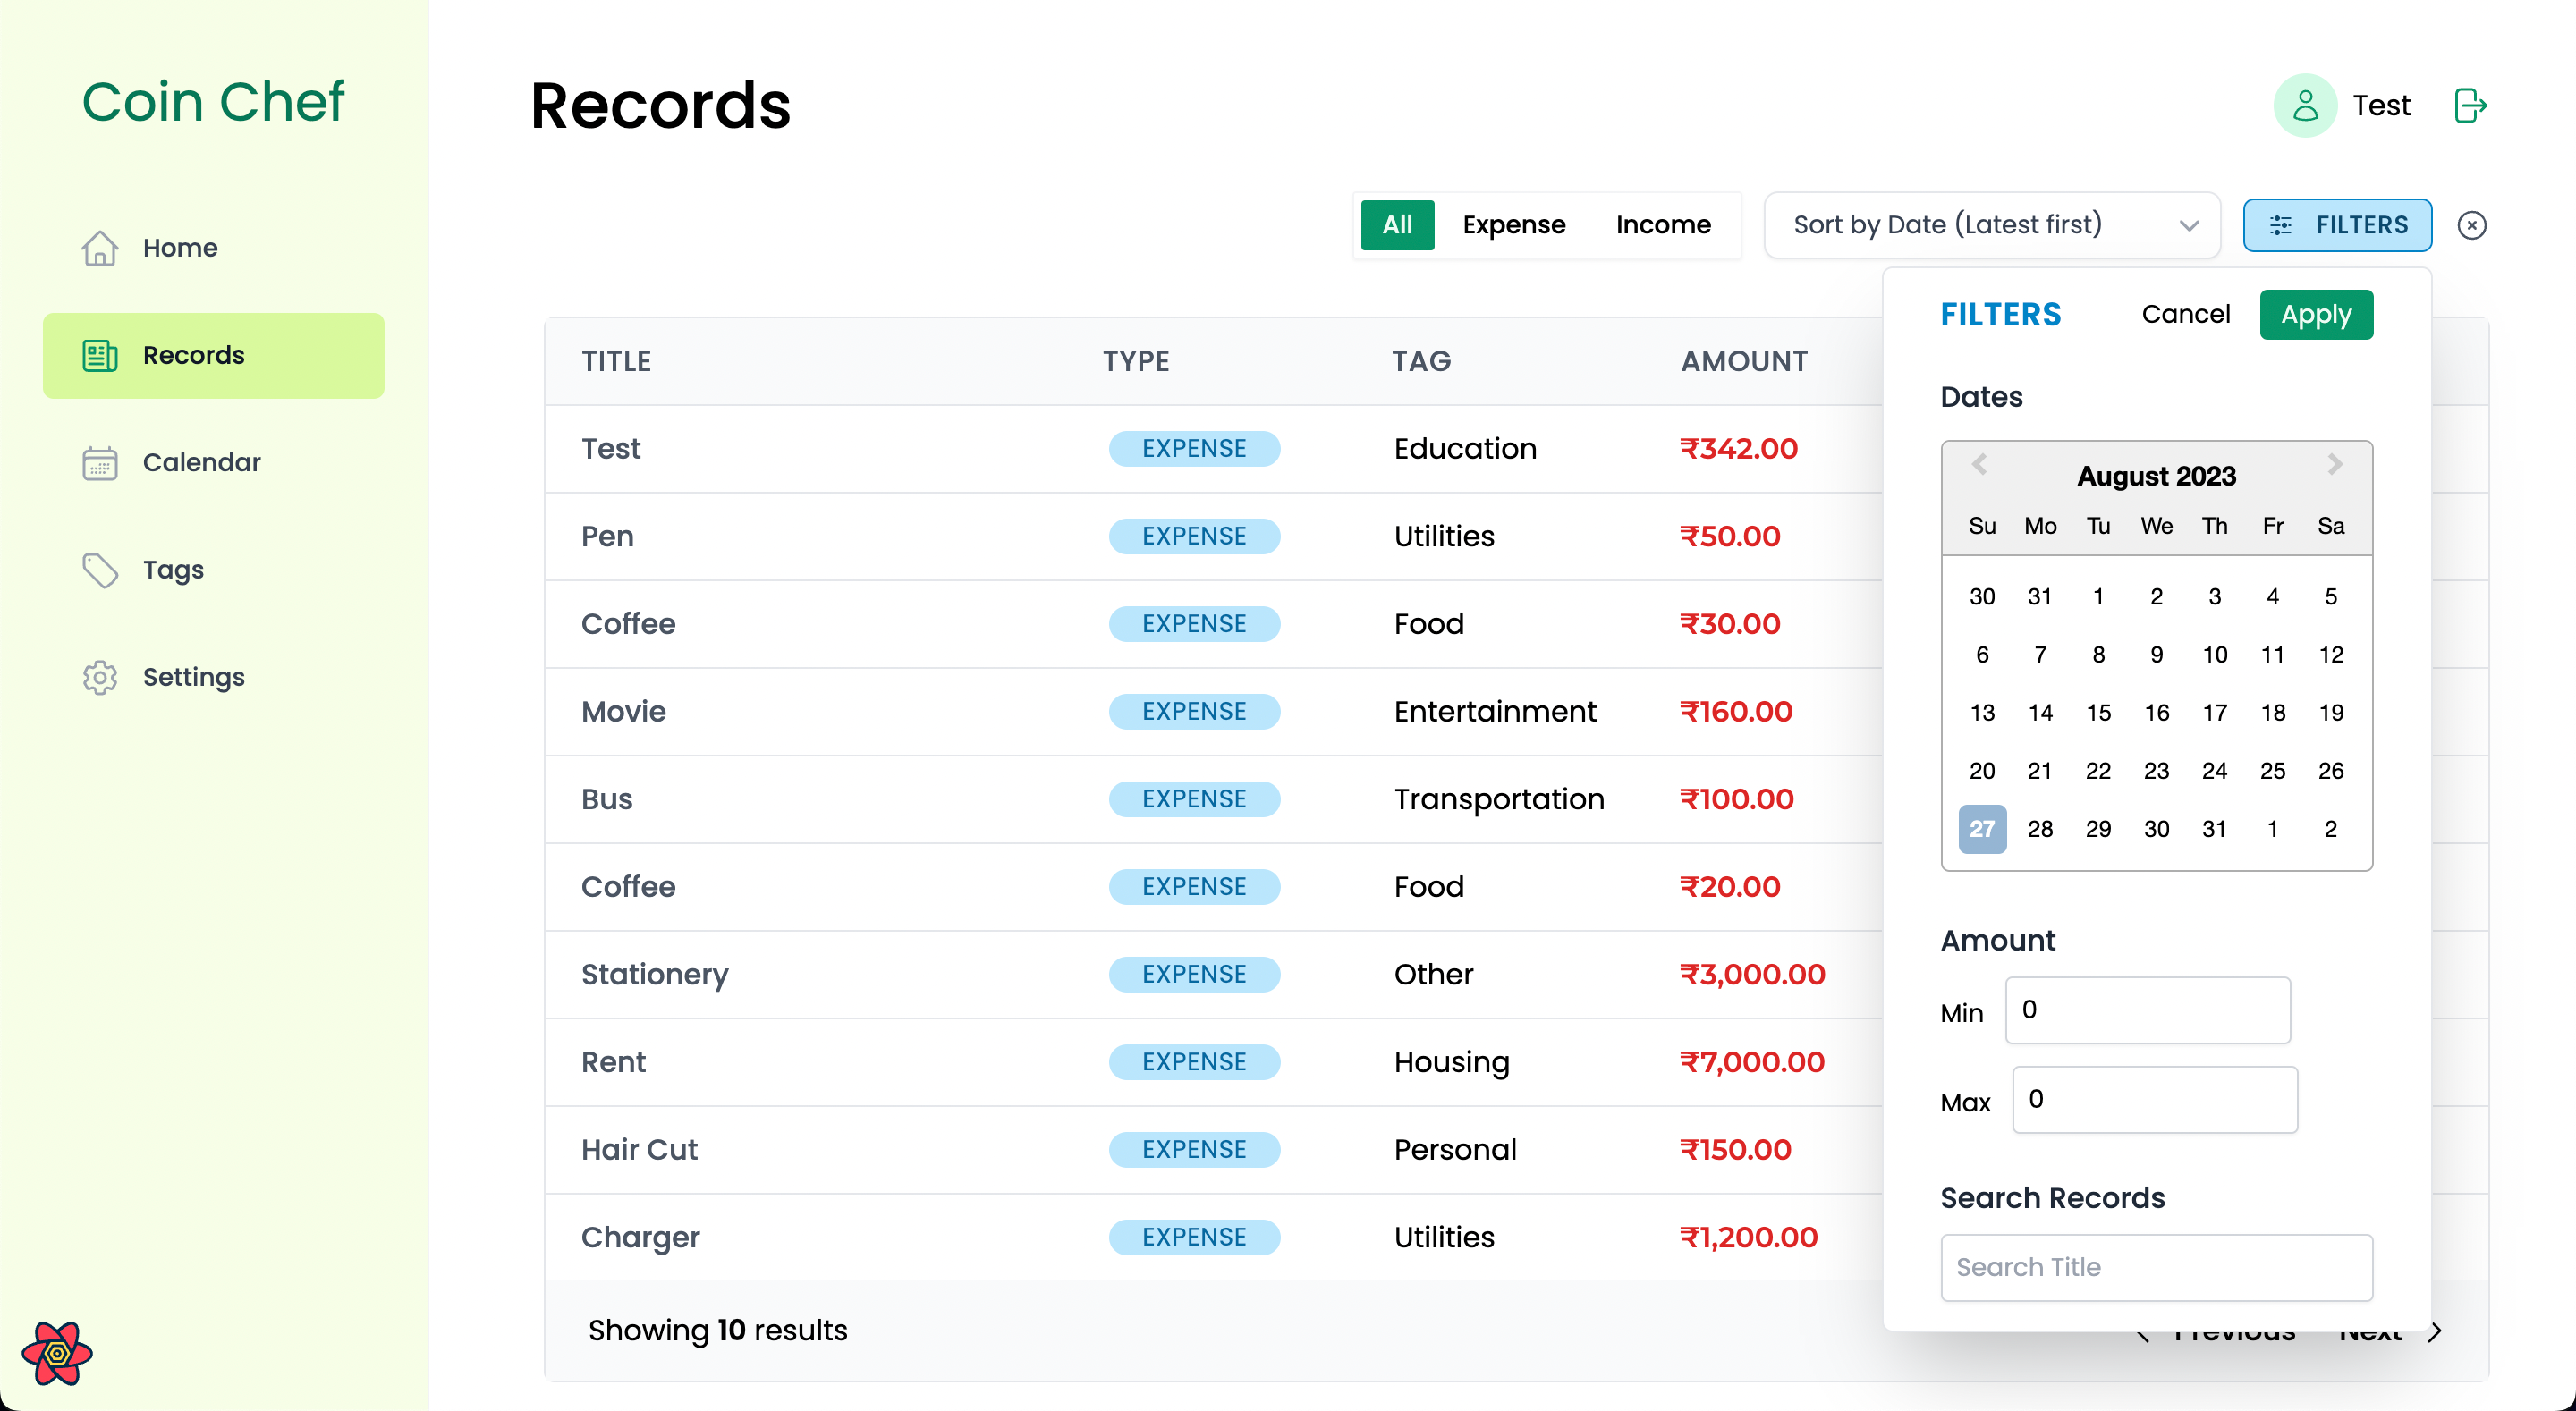 Coin Chef
Home
Records
Calendar
Tags
Settings
Records
Test
All Expense Income
Sort by Date (Latest first)
FILTERS
TITLE TYPE TAG AMOUNT
Test EXPENSE Education ₹342.00
Pen EXPENSE Utilities ₹50.00
Coffee EXPENSE Food ₹30.00
Movie EXPENSE Entertainment ₹160.00
Bus EXPENSE Transportation ₹100.00
Coffee EXPENSE Food ₹20.00
Stationery EXPENSE Other ₹3,000.00
Rent EXPENSE Housing ₹7,000.00
Hair Cut EXPENSE Personal ₹150.00
Charger EXPENSE Utilities ₹1,200.00
Showing 10 results
Previous Next
FILTERS Cancel Apply
Dates
August 2023
Su Mo Tu We Th Fr Sa
30 31 1 2 3 4 5
6 7 8 9 10 11 12
13 14 15 16 17 18 19
20 21 22 23 24 25 26
27 28 29 30 31 1 2
Amount
Min 0
Max 0
Search Records
Search Title